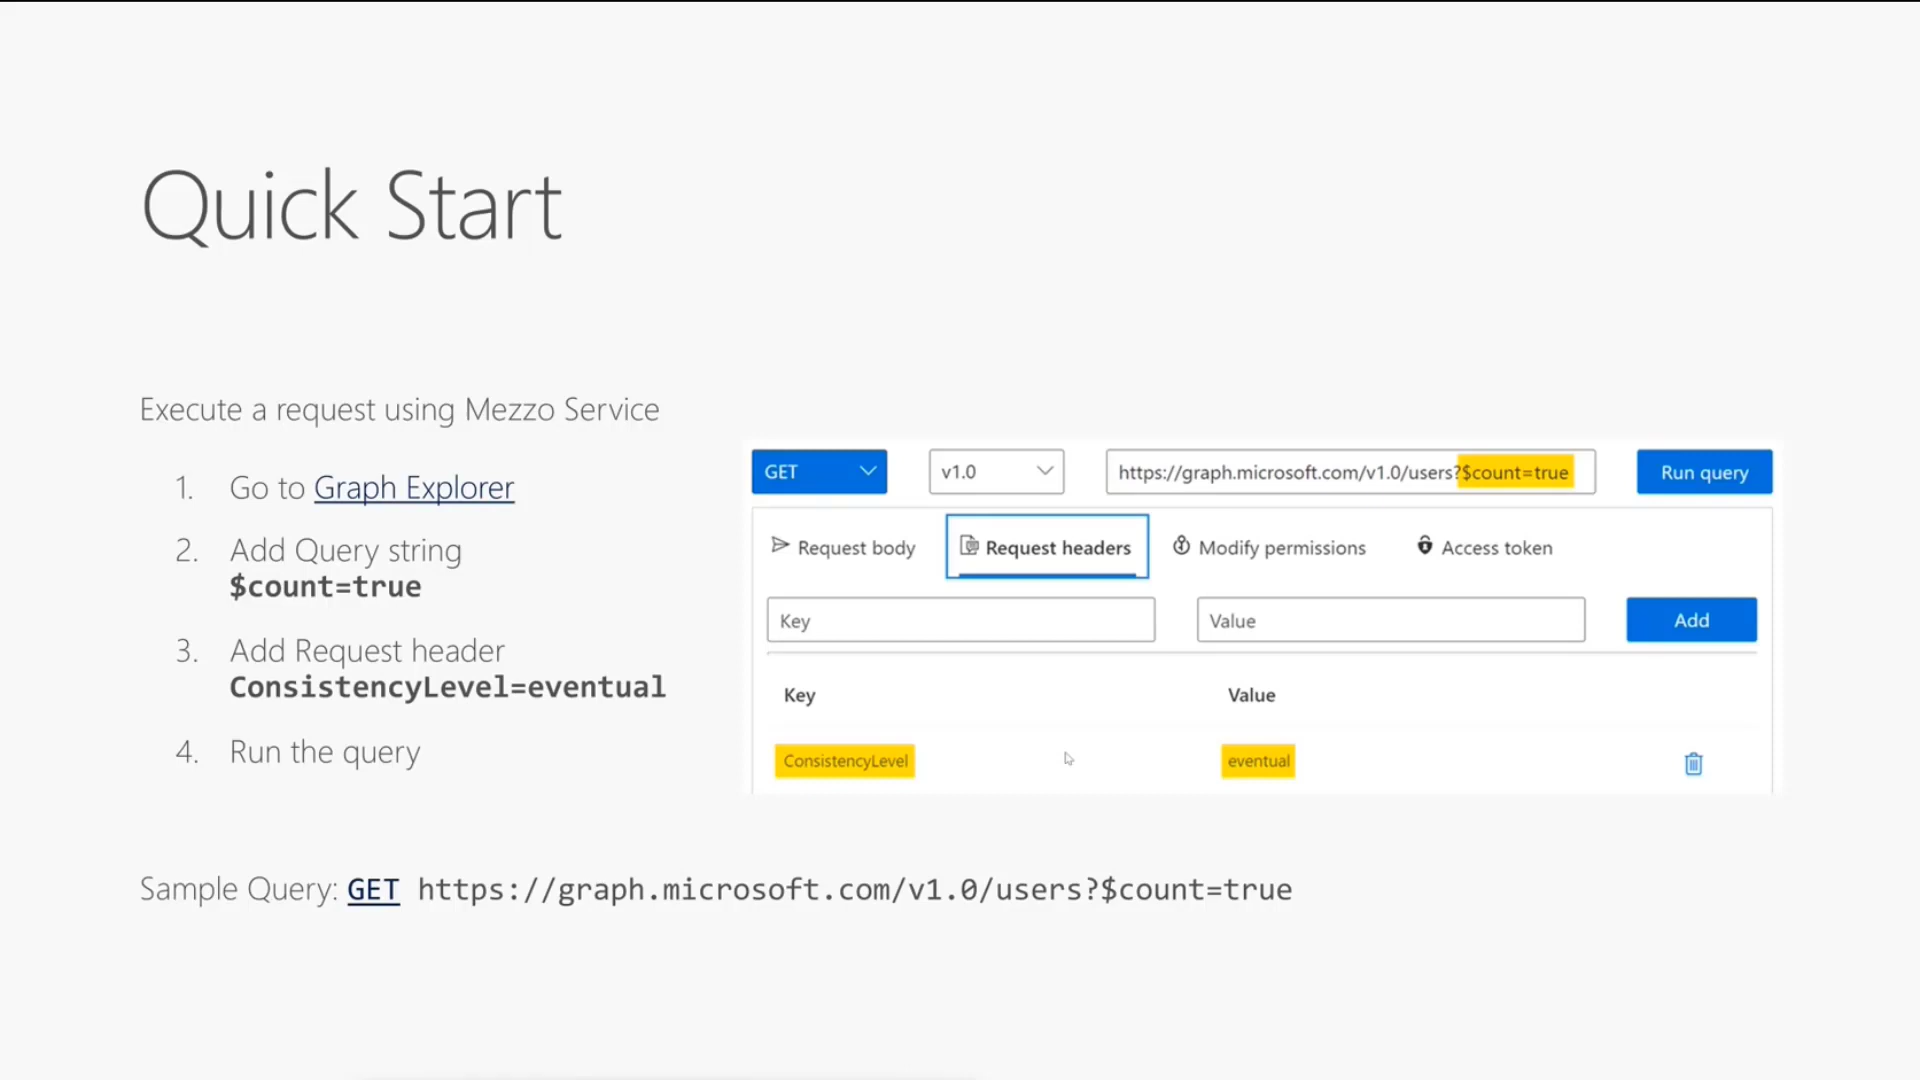 Quick Start
Execute a request using Mezzo Service
1. Go to Graph Explorer
2. Add Query string
$count=true
3. Add Request header
ConsistencyLevel=eventual
4. Run the query
GET v1.0 https://graph.microsoft.com/v1.0/users?$count=true Run query
Request body Request headers Modify permissions Access token
Key Value Add
Key Value
ConsistencyLevel eventual
Sample Query: GET https://graph.microsoft.com/v1.0/users?$count=true